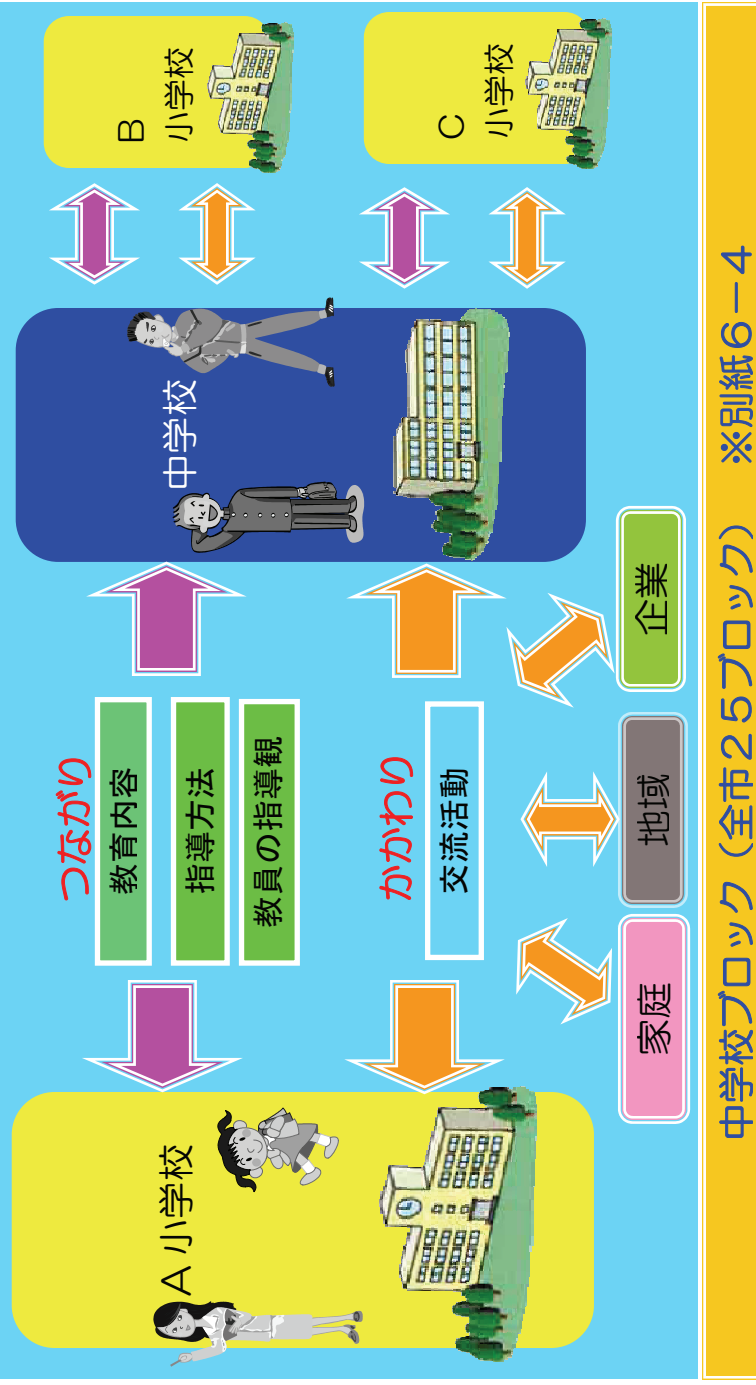 A 小学校
つながり
教育内容
指導方法
教員の指導観
かかわり
交流活動
中学校
B
小学校
C
小学校
家庭
地域
企業
中学校ブロック（全市２５ブロック）　※別紙６－４